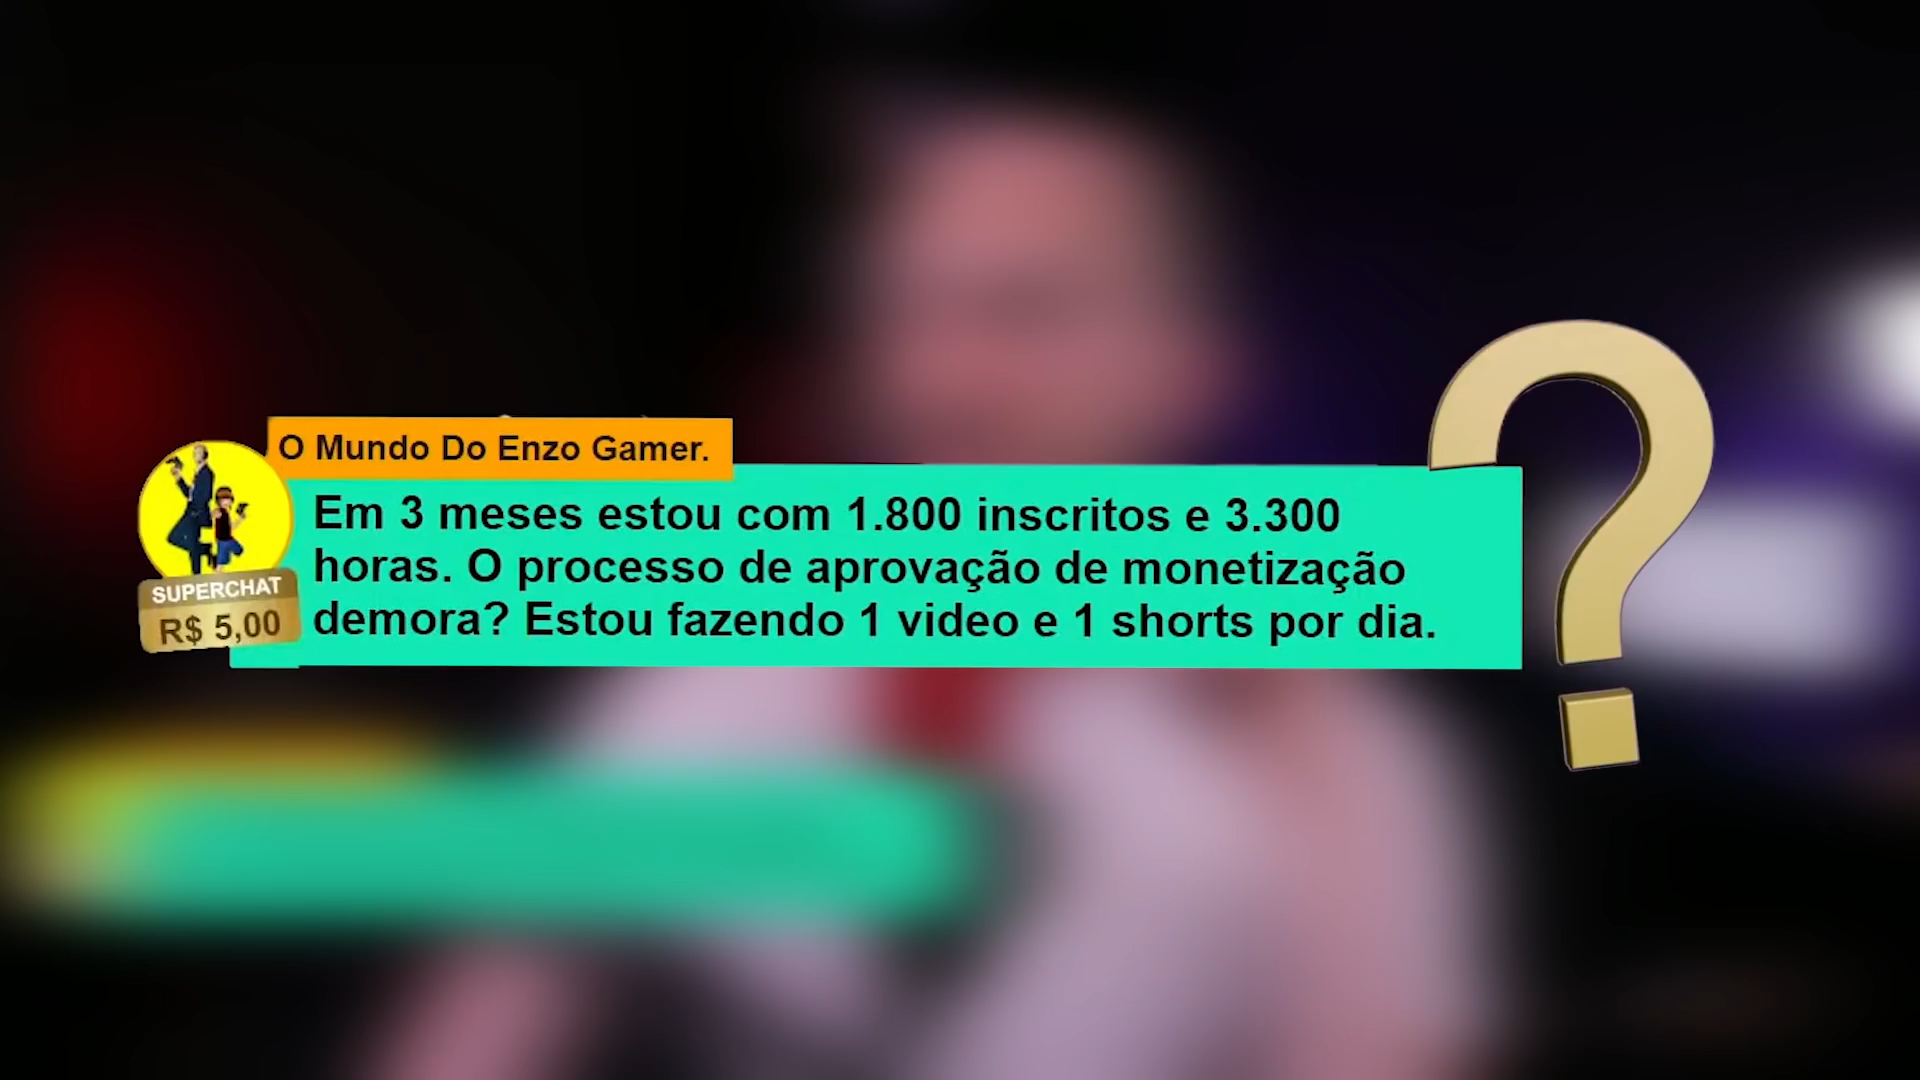 O Mundo Do Enzo Gamer.
Em 3 meses estou com 1.800 inscritos e 3.300
horas. O processo de aprovação de monetização
demora? Estou fazendo 1 video e 1 shorts por dia.
SUPERCHAT
R$ 5,00
?